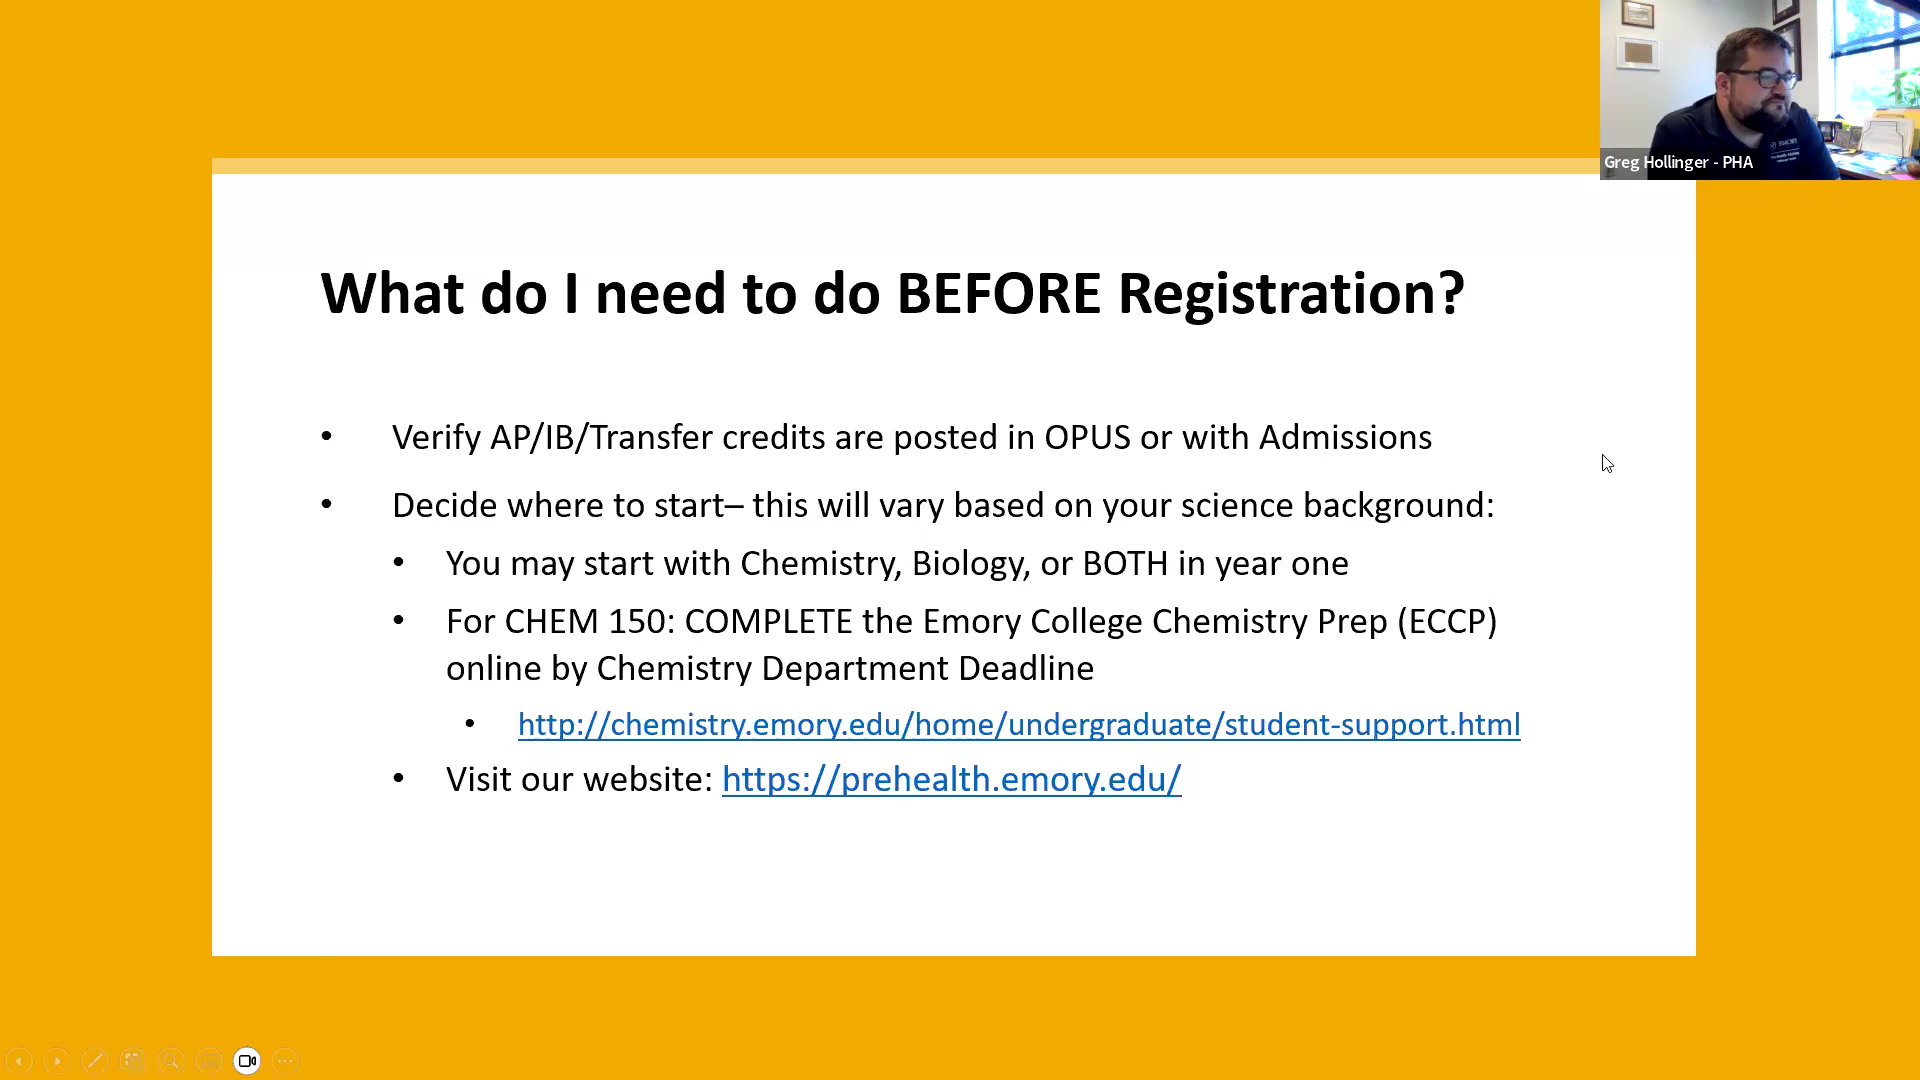 Greg Hollinger - PHA
EMORY
What do I need to do BEFORE Registration?
• Verify AP/IB/Transfer credits are posted in OPUS or with Admissions
• Decide where to start– this will vary based on your science background:
• You may start with Chemistry, Biology, or BOTH in year one
• For CHEM 150: COMPLETE the Emory College Chemistry Prep (ECCP)
online by Chemistry Department Deadline
• http://chemistry.emory.edu/home/undergraduate/student-support.html
• Visit our website: https://prehealth.emory.edu/